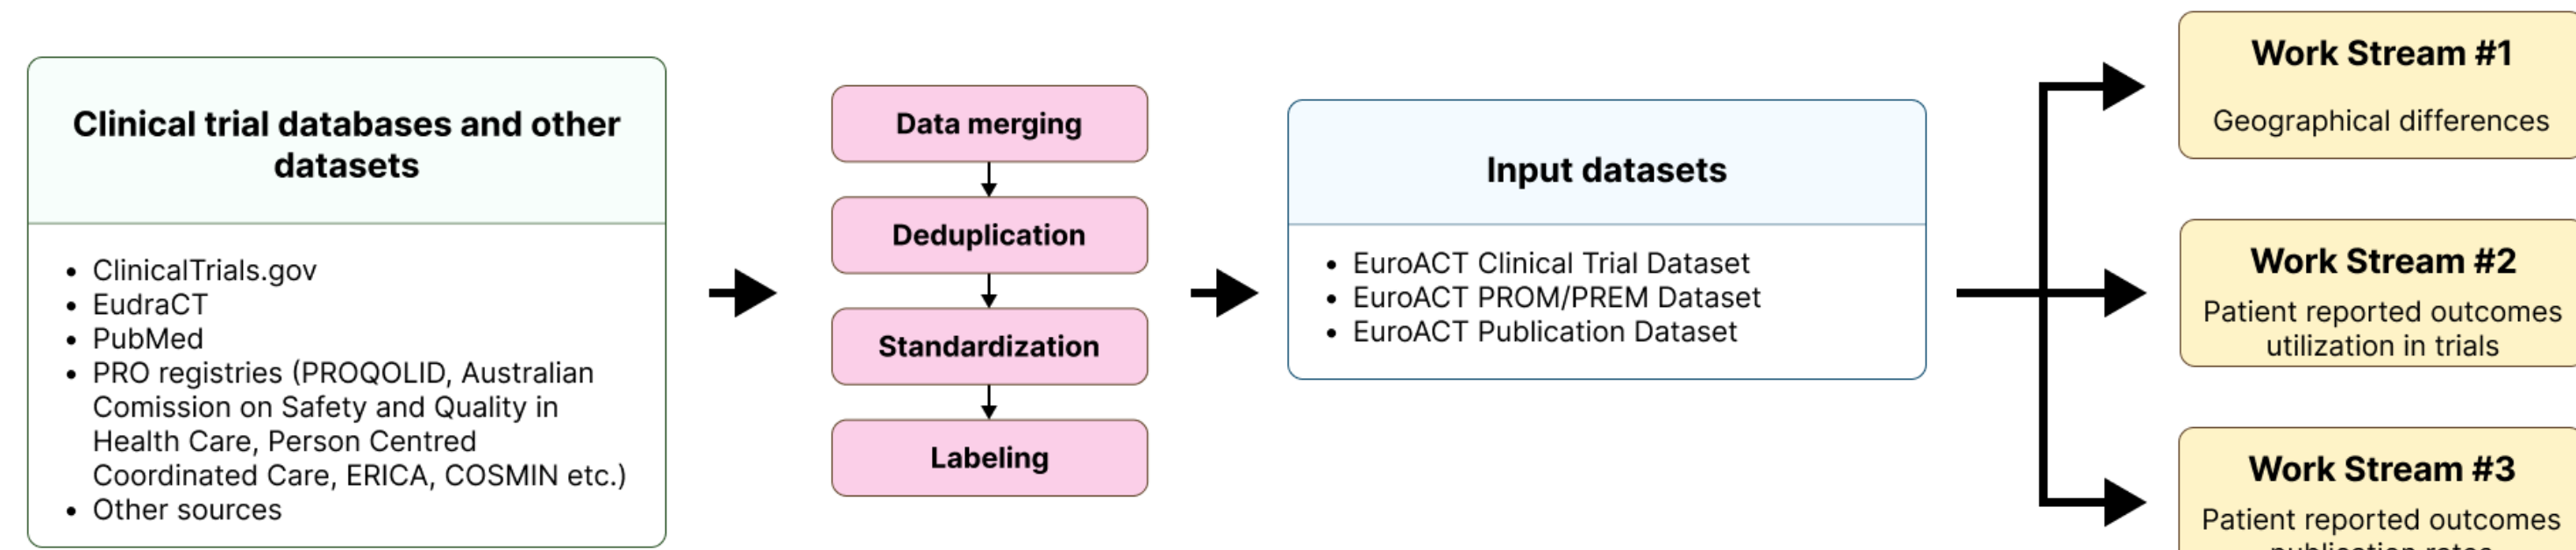 Clinical trial databases and other
datasets
• ClinicalTrials.gov
• EudraCT
• PubMed
• PRO registries (PROQOLID, Australian
Comission on Safety and Quality in
Health Care, Person Centred
Coordinated Care, ERICA, COSMIN etc.)
• Other sources
Data merging
Deduplication
Standardization
Labeling
Input datasets
• EuroACT Clinical Trial Dataset
• EuroACT PROM/PREM Dataset
• EuroACT Publication Dataset
Work Stream #1
Geographical differences
Work Stream #2
Patient reported outcomes
utilization in trials
Work Stream #3
Patient reported outcomes
publication rates